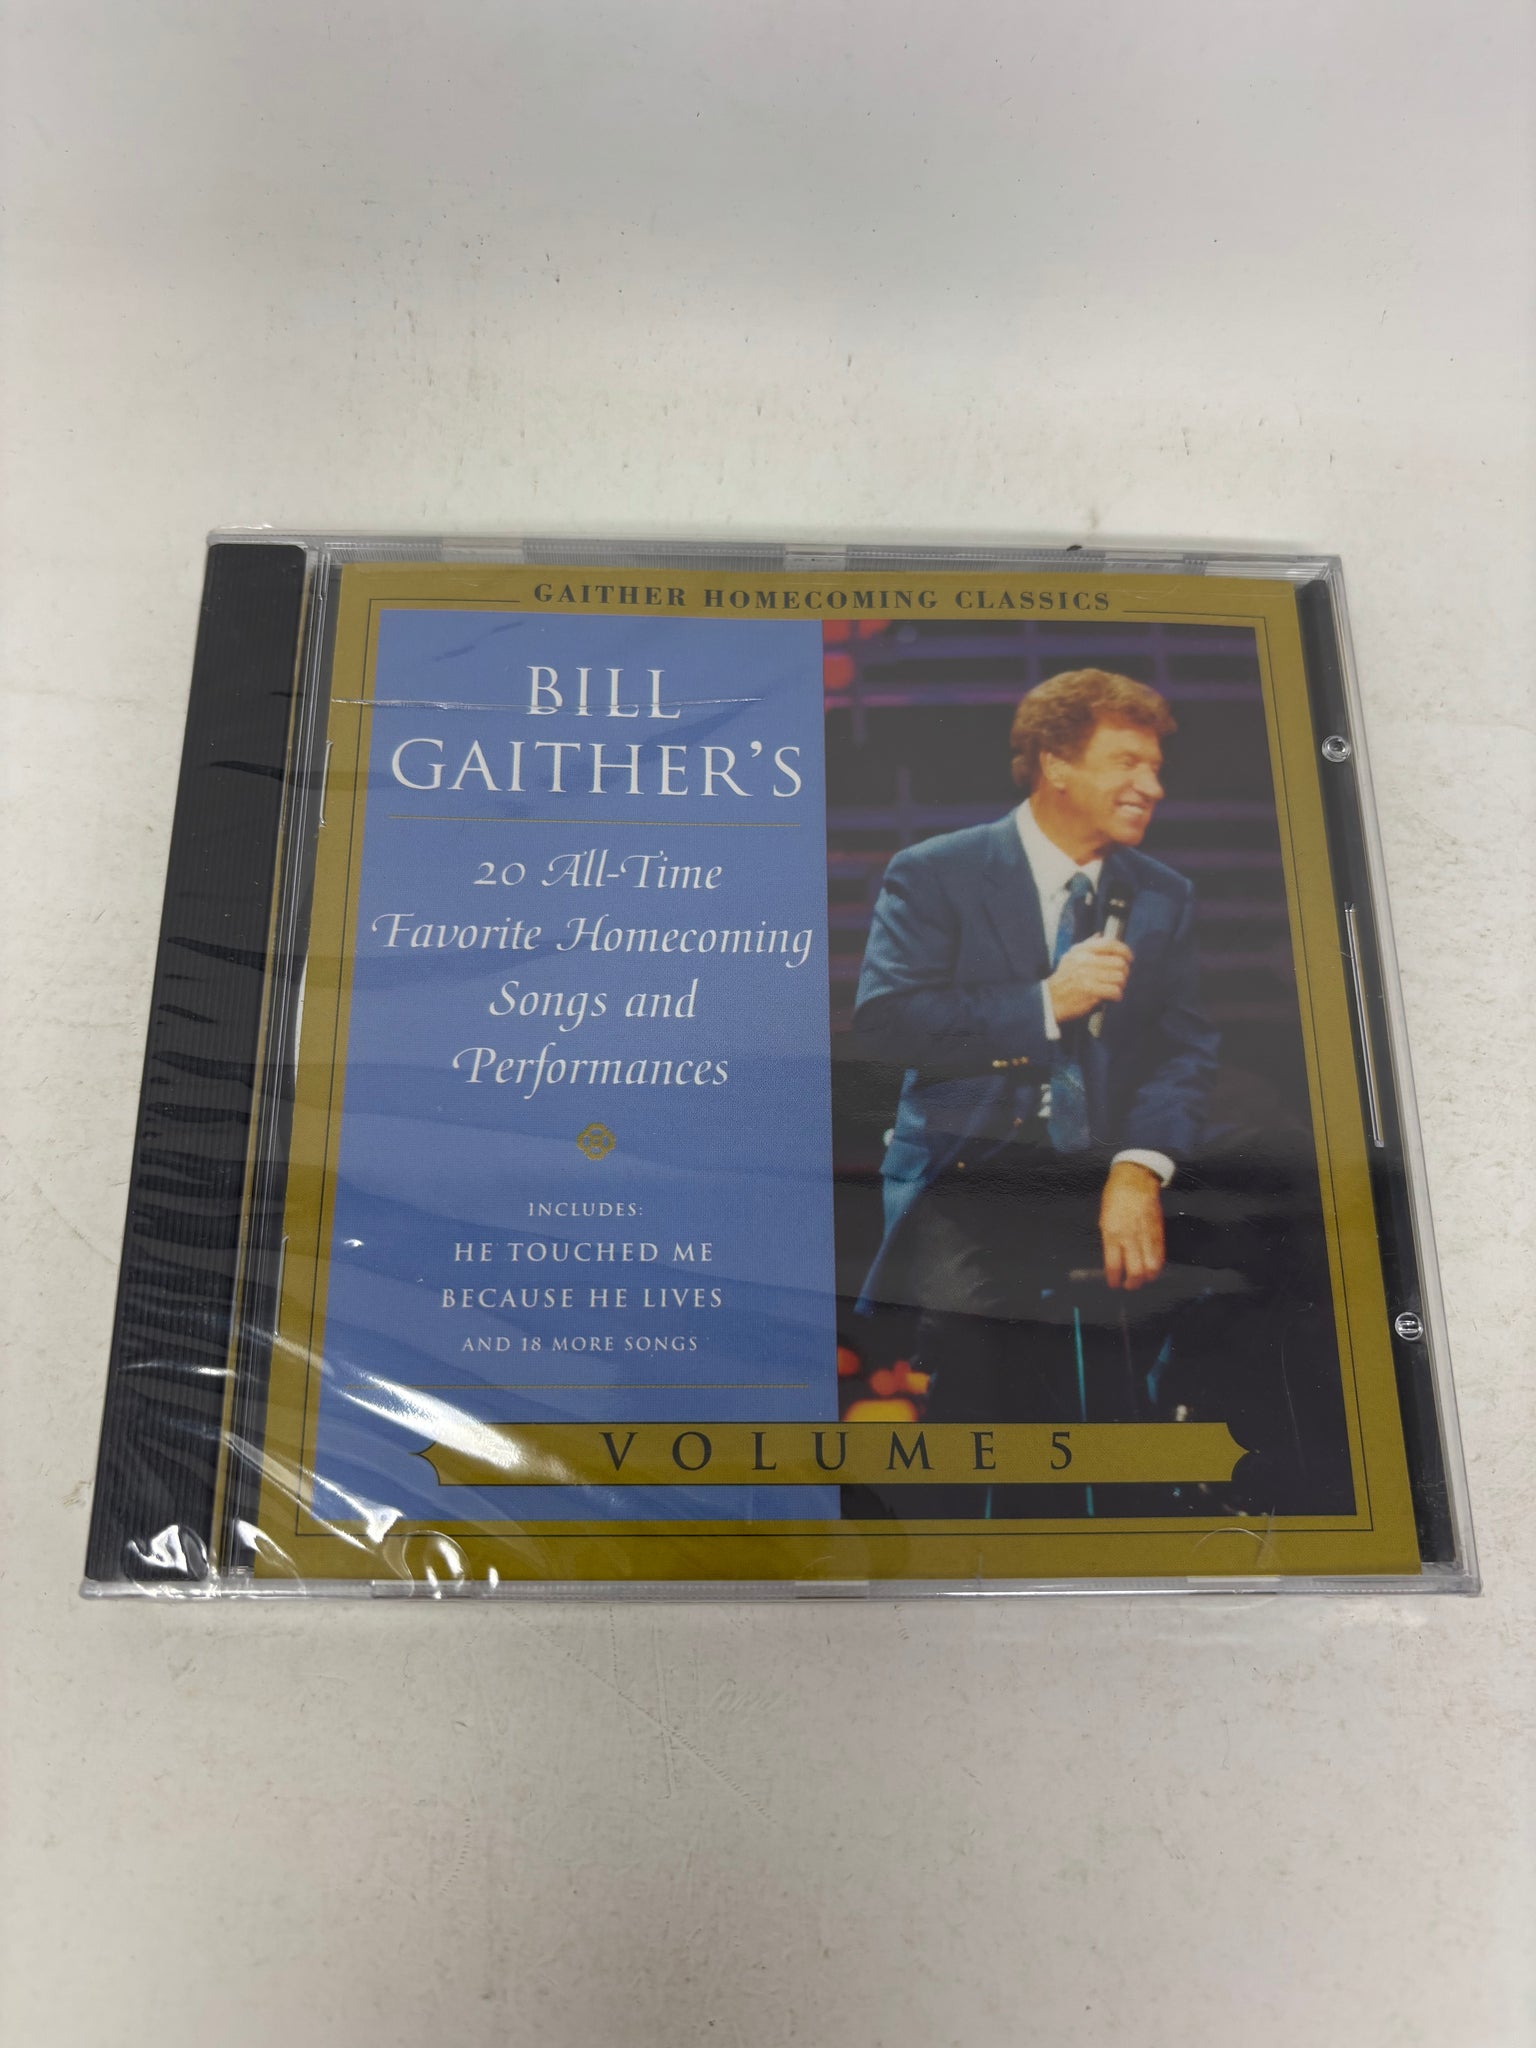 GAITHER HOMECOMING CLASSICS
BILL
GAITHER'S
20 All-Time
Favorite Homecoming
Songs and
Performances
INCLUDES:
HE TOUCHED ME
BECAUSE HE LIVES
AND 18 MORE SONGS
VOLUME 5